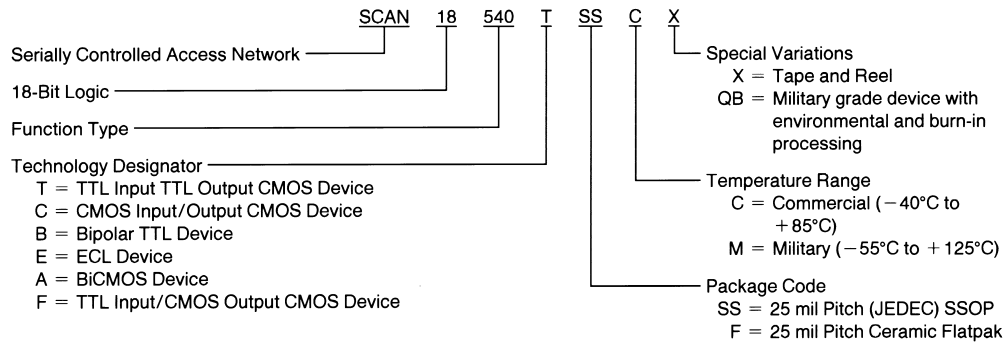 SCAN 18 540 T SS C X
Serially Controlled Access Network
18-Bit Logic
Function Type
Technology Designator
T = TTL Input TTL Output CMOS Device
C = CMOS Input/Output CMOS Device
B = Bipolar TTL Device
E = ECL Device
A = BiCMOS Device
F = TTL Input/CMOS Output CMOS Device
Special Variations
X = Tape and Reel
QB = Military grade device with
environmental and burn-in
processing
Temperature Range
C = Commercial (−40°C to
+85°C)
M = Military (−55°C to +125°C)
Package Code
SS = 25 mil Pitch (JEDEC) SSOP
F = 25 mil Pitch Ceramic Flatpak